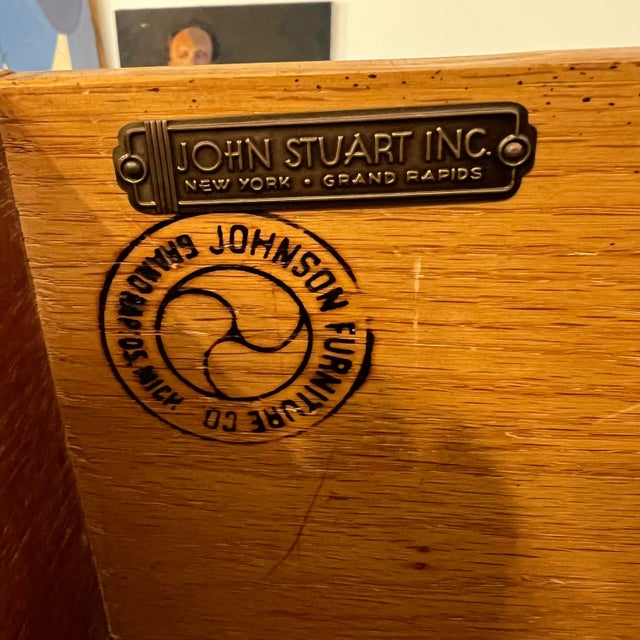 JOHN STUART INC.
NEW YORK • GRAND RAPIDS
JOHNSON FURNITURE CO.
GRAND RAPIDS MICH.